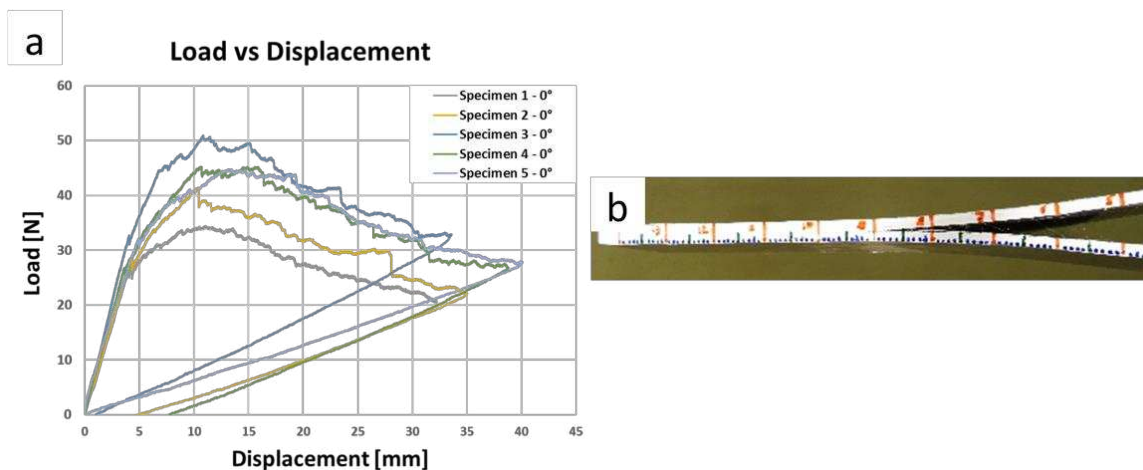 a
Load vs Displacement
60
50
40
30
20
10
0
Load [N]
Specimen 1 - 0°
Specimen 2 - 0°
Specimen 3 - 0°
Specimen 4 - 0°
Specimen 5 - 0°
0 5 10 15 20 25 30 35 40 45
Displacement [mm]
b